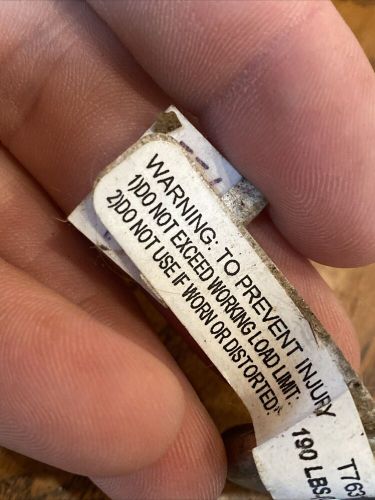 WARNING: TO PREVENT INJURY
1)DO NOT EXCEED WORKING LOAD LIMIT:
2)DO NOT USE IF WORN OR DISTORTED.
T763
190 LBS